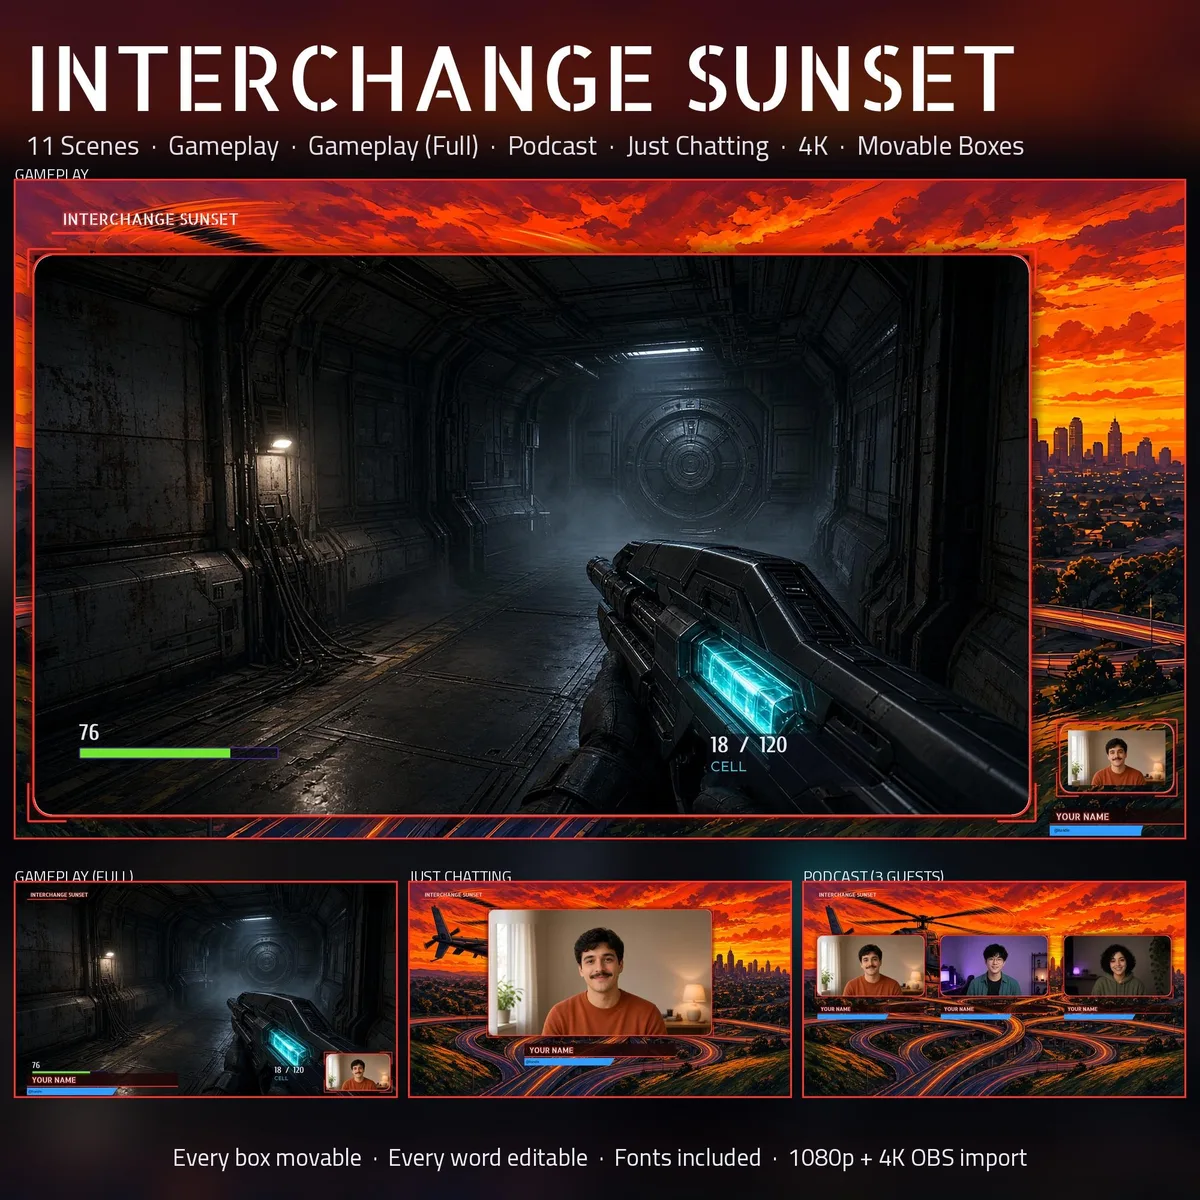 INTERCHANGE SUNSET
11 Scenes · Gameplay · Gameplay (Full) · Podcast · Just Chatting · 4K · Movable Boxes
GAMEPLAY
INTERCHANGE SUNSET
76
18 / 120
CELL
YOUR NAME
GAMEPLAY (FULL)
INTERCHANGE SUNSET
76
18 / 120
CELL
YOUR NAME
JUST CHATTING
INTERCHANGE SUNSET
YOUR NAME
PODCAST (3 GUESTS)
INTERCHANGE SUNSET
YOUR NAME
YOUR NAME
YOUR NAME
Every box movable · Every word editable · Fonts included · 1080p + 4K OBS import